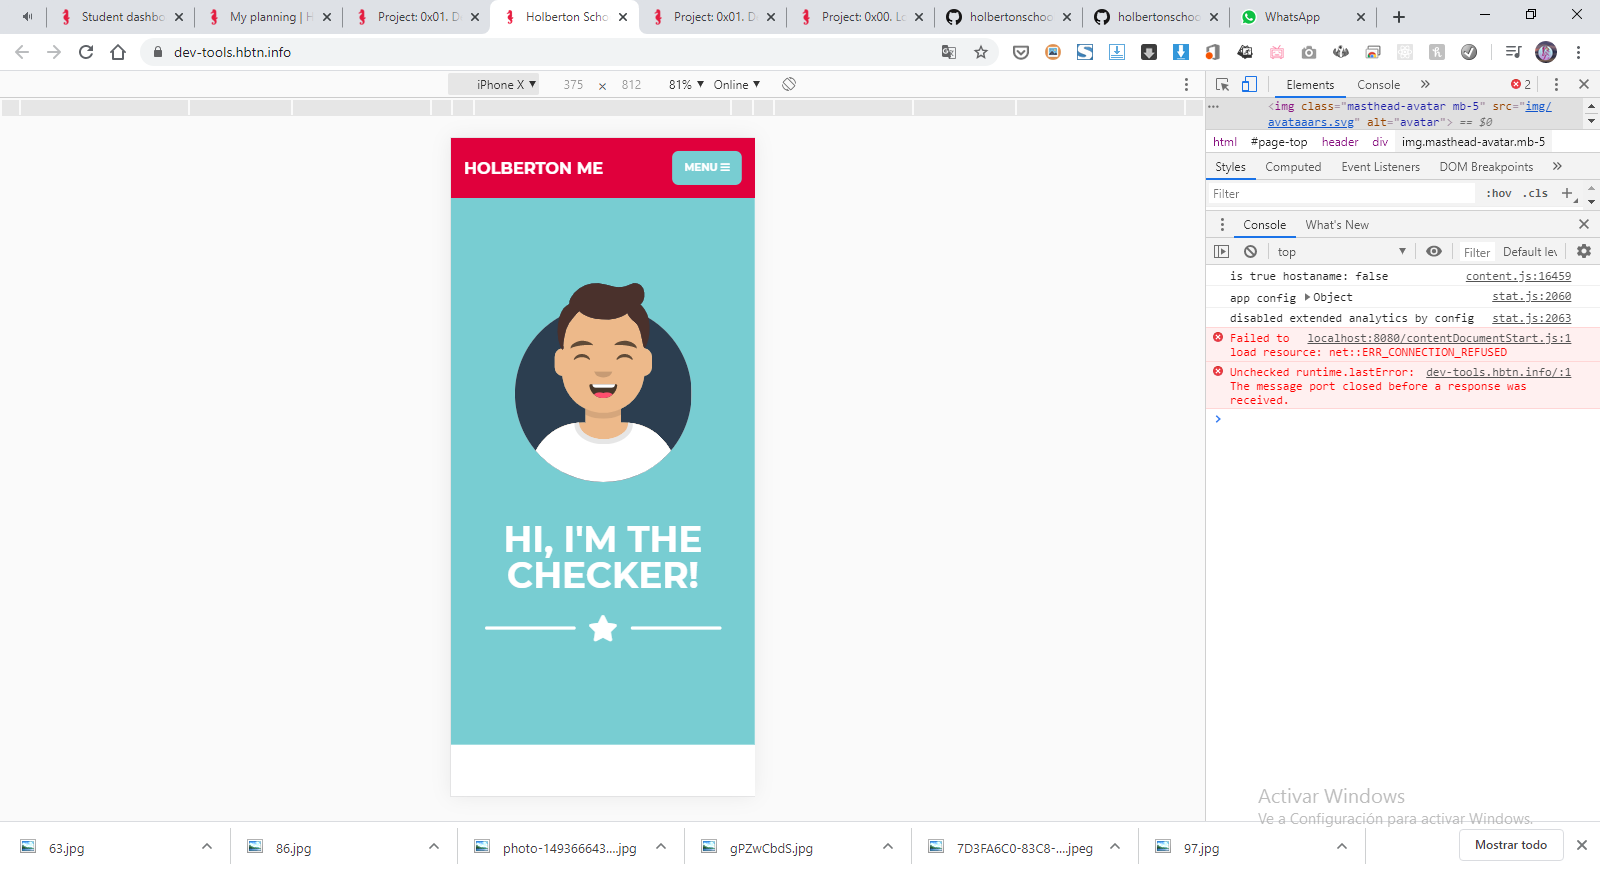 Student dashbo
My planning | H
Project: 0x01. D
Holberton Scho
Project: 0x01. D
Project: 0x00. Lo
holbertonschoo
holbertonschoo
WhatsApp
dev-tools.hbtn.info
iPhone X ▼ 375 × 812 81% ▼ Online ▼
Elements Console » 2
<img class="masthead-avatar mb-5" src="img/
avataaars.svg" alt="avatar"> == $0
html #page-top header div img.masthead-avatar.mb-5
Styles Computed Event Listeners DOM Breakpoints »
Filter :hov .cls +
Console What's New
top ▼ Filter Default lev
is true hostaname: false content.js:16459
app config ▶Object stat.js:2060
disabled extended analytics by config stat.js:2063
Failed to localhost:8080/contentDocumentStart.js:1
load resource: net::ERR_CONNECTION_REFUSED
Unchecked runtime.lastError: dev-tools.hbtn.info/:1
The message port closed before a response was
received.
HOLBERTON ME
MENU
HI, I'M THE
CHECKER!
Activar Windows
Ve a Configuración para activar Windows.
63.jpg
86.jpg
photo-149366643....jpg
gPZwCbdS.jpg
7D3FA6C0-83C8-....jpeg
97.jpg
Mostrar todo